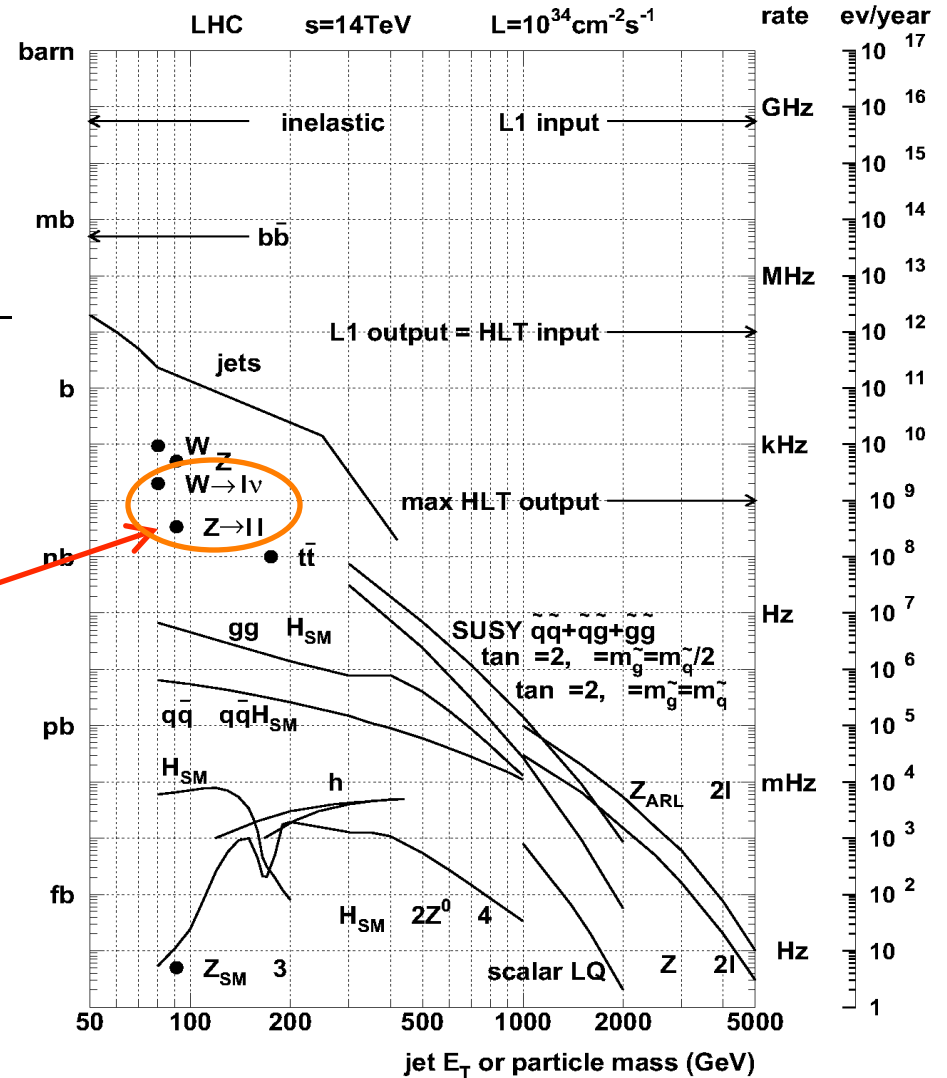 LHC s=14TeV L=10³⁴cm⁻²s⁻¹ rate ev/year
barn 10 17
GHz 10 16
inelastic L1 input
10 15
mb 10 14
bb̄
MHz 10 13
L1 output = HLT input 10 12
jets
b 10 11
W kHz 10 10
Z
W→lν
max HLT output 10 9
Z→ll
nb tt̄ 10 8
Hz 10 7
gg H_SM SUSY q̃q̃+q̃g̃+g̃g̃
tan =2, =m_g̃=m_q̃/2 10 6
tan =2, =m_g̃=m_q̃
qq̄ qq̄H_SM
pb 10 5
H_SM h mHz 10 4
Z_ARL 2l
10 3
fb 10 2
H_SM 2Z⁰ 4
Z_SM 3 scalar LQ Z 2l Hz 10
1
50 100 200 500 1000 2000 5000
jet E_T or particle mass (GeV)